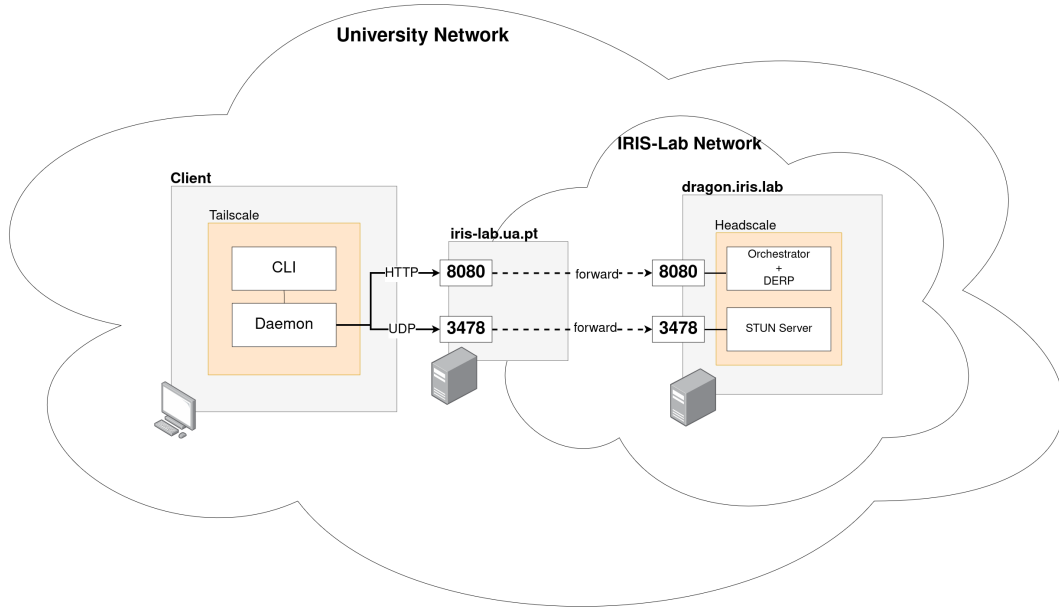 University Network
IRIS-Lab Network
Client
dragon.iris.lab
Tailscale
Headscale
iris-lab.ua.pt
CLI
HTTP
8080
forward
8080
Orchestrator
+
DERP
Daemon
UDP
3478
forward
3478
STUN Server